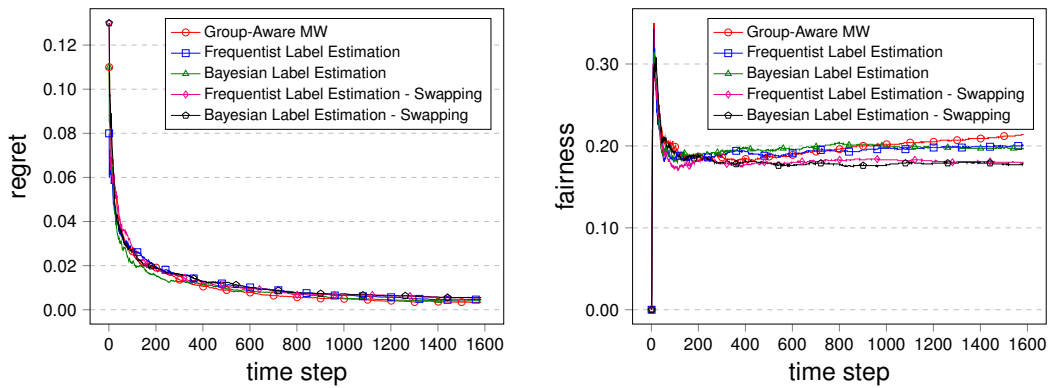 0.12
0.10
0.08
0.06
0.04
0.02
0.00
regret
0 200 400 600 800 1000 1200 1400 1600
time step
Group-Aware MW
Frequentist Label Estimation
Bayesian Label Estimation
Frequentist Label Estimation - Swapping
Bayesian Label Estimation - Swapping
0.30
0.20
0.10
0.00
fairness
0 200 400 600 800 1000 1200 1400 1600
time step
Group-Aware MW
Frequentist Label Estimation
Bayesian Label Estimation
Frequentist Label Estimation - Swapping
Bayesian Label Estimation - Swapping